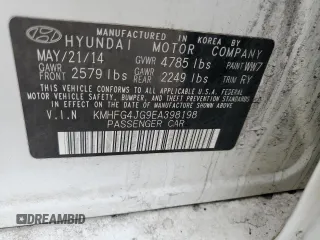 MANUFACTURED IN KOREA BY
HYUNDAI MOTOR COMPANY
MAY/21/14 GVWR 4785 lbs PAINT WW7
GAWR FRONT 2579 lbs GAWR REAR 2249 lbs TRIM RY
THIS VEHICLE CONFORMS TO ALL APPLICABLE U.S.
FEDERAL MOTOR VEHICLE SAFETY, BUMPER, AND THEFT
PREVENTION STANDARDS IN EFFECT ON THE DATE OF
MANUFACTURE SHOWN ABOVE.
V.I.N KMHFG4JG9EA398198
PASSENGER CAR
DREAMBID